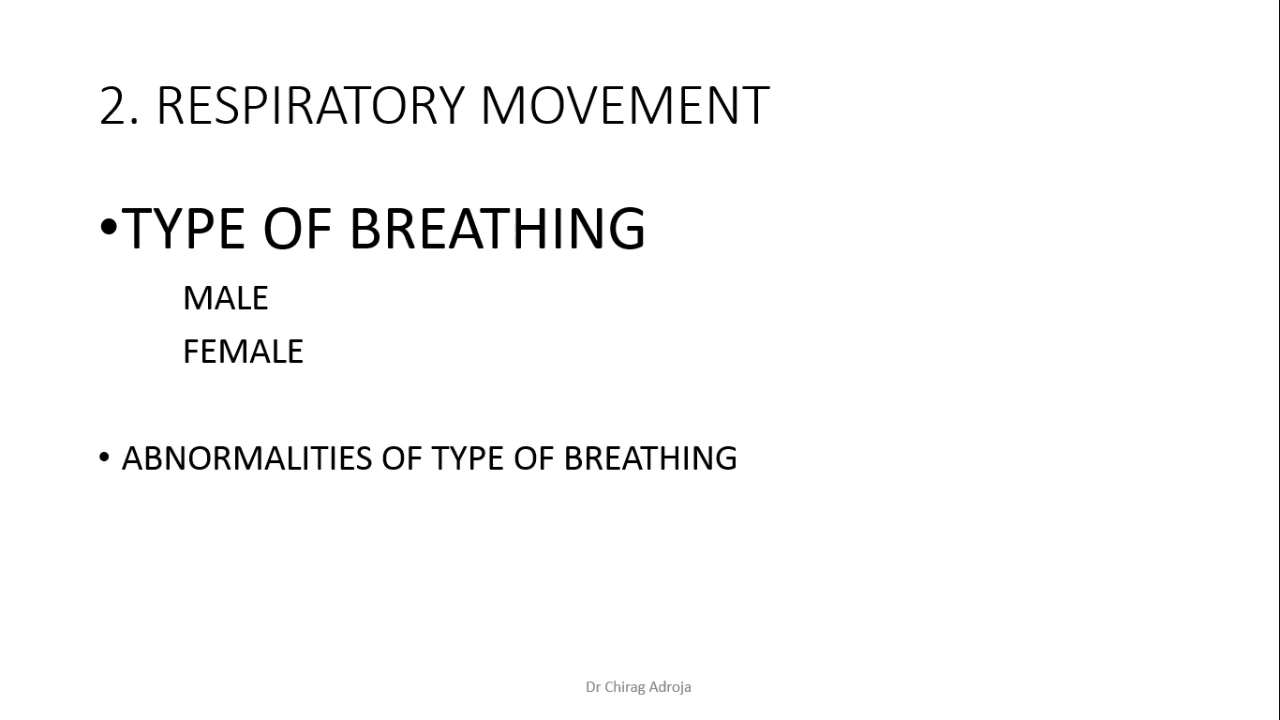 2. RESPIRATORY MOVEMENT
•TYPE OF BREATHING
MALE
FEMALE
• ABNORMALITIES OF TYPE OF BREATHING
Dr Chirag Adroja